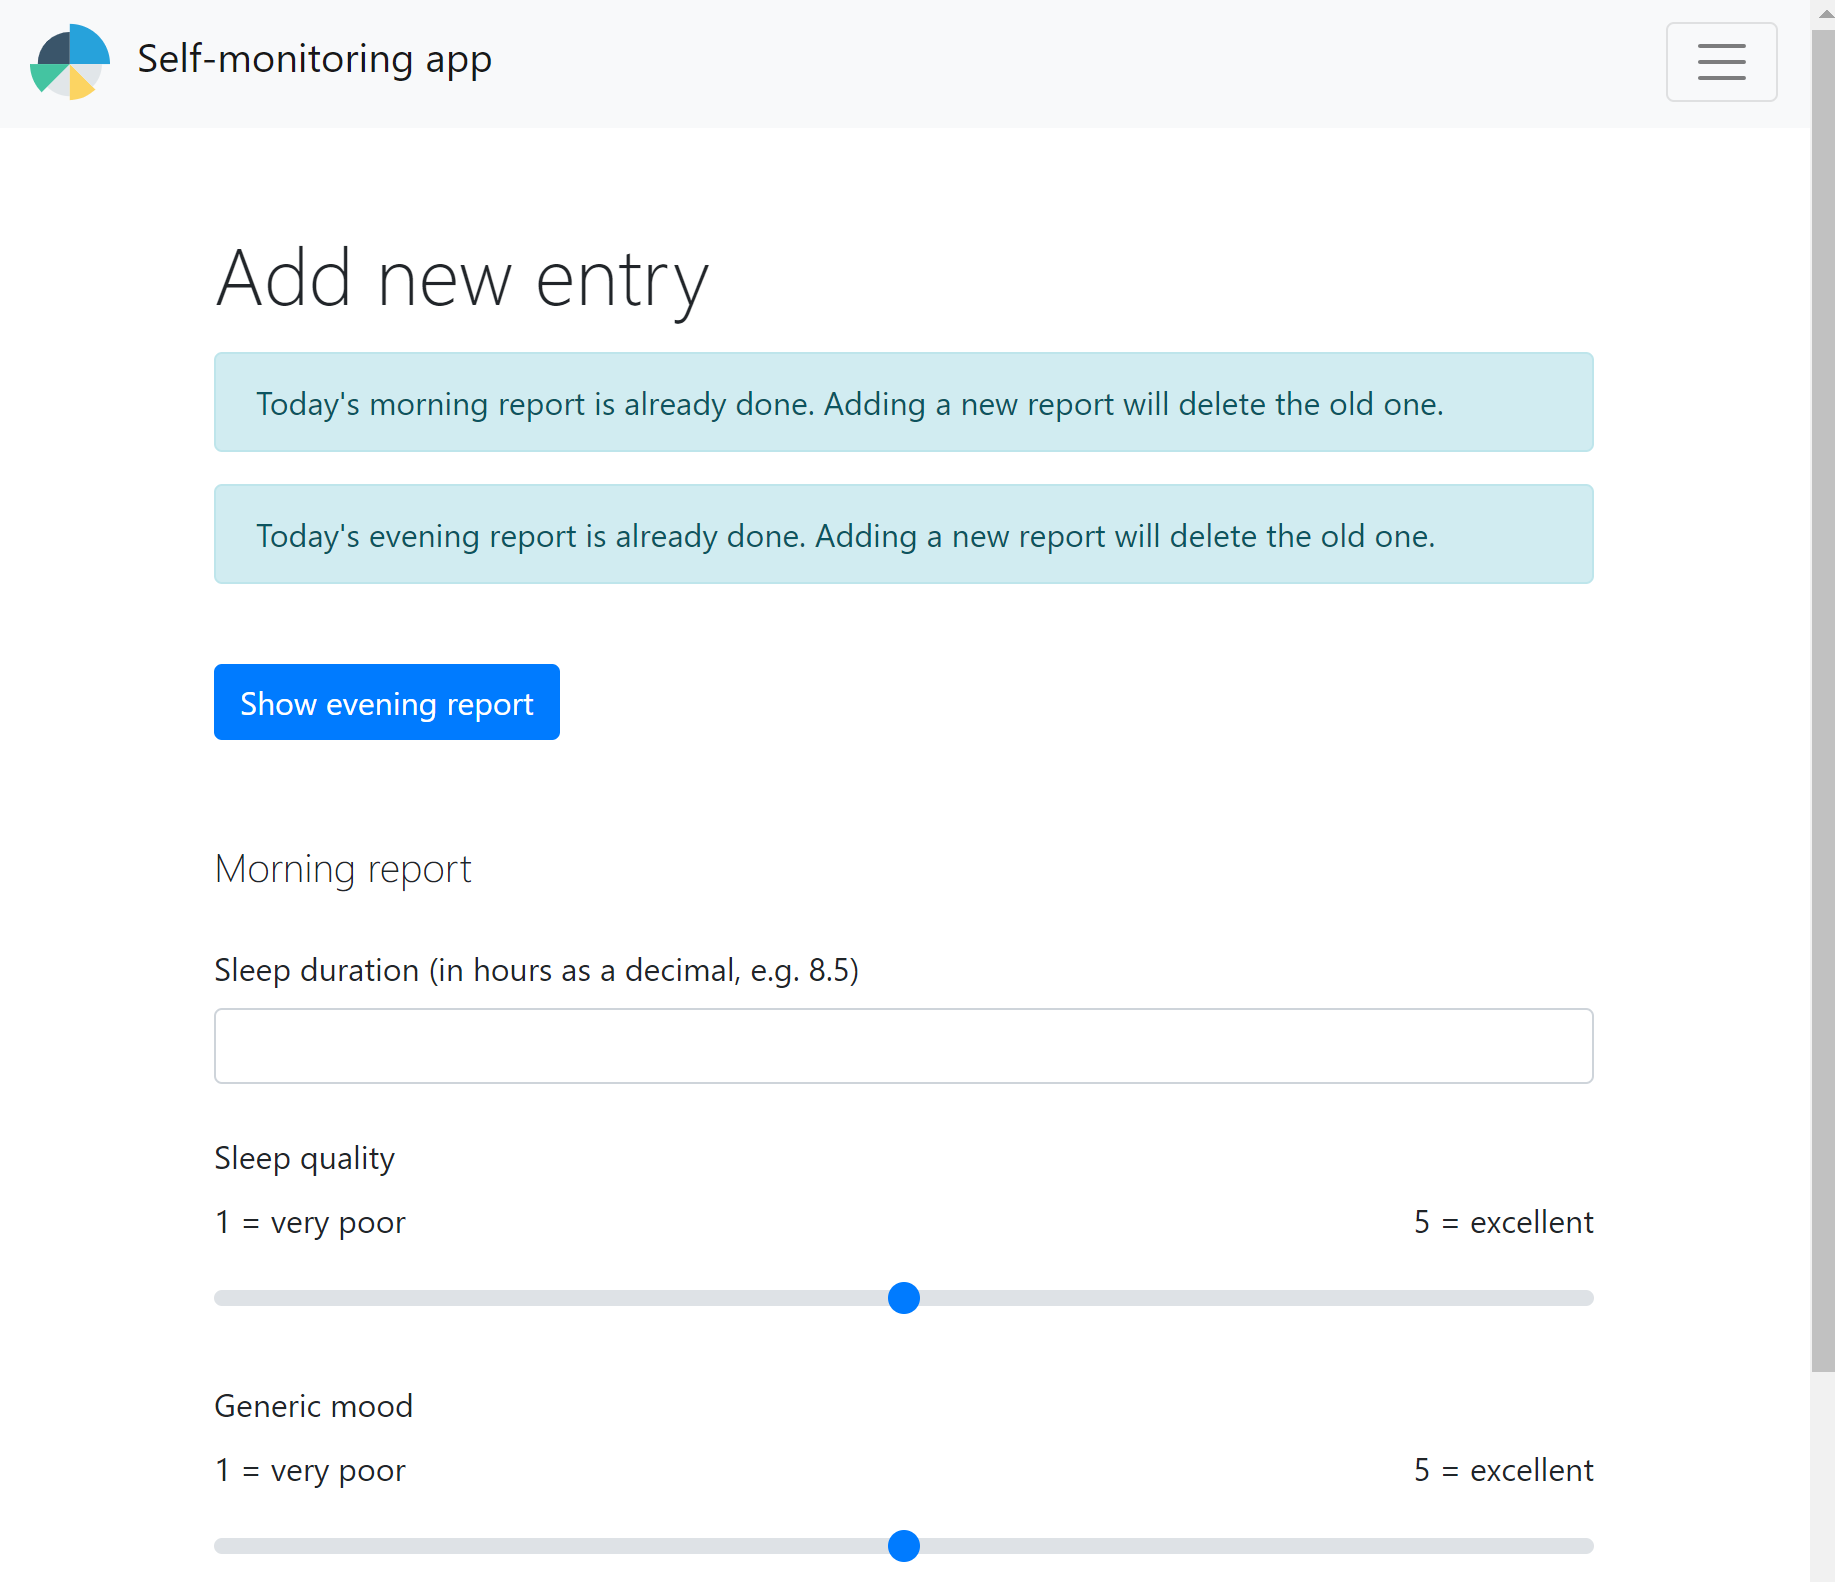 Self-monitoring app
Add new entry
Today's morning report is already done. Adding a new report will delete the old one.
Today's evening report is already done. Adding a new report will delete the old one.
Show evening report
Morning report
Sleep duration (in hours as a decimal, e.g. 8.5)
Sleep quality
1 = very poor 5 = excellent
Generic mood
1 = very poor 5 = excellent